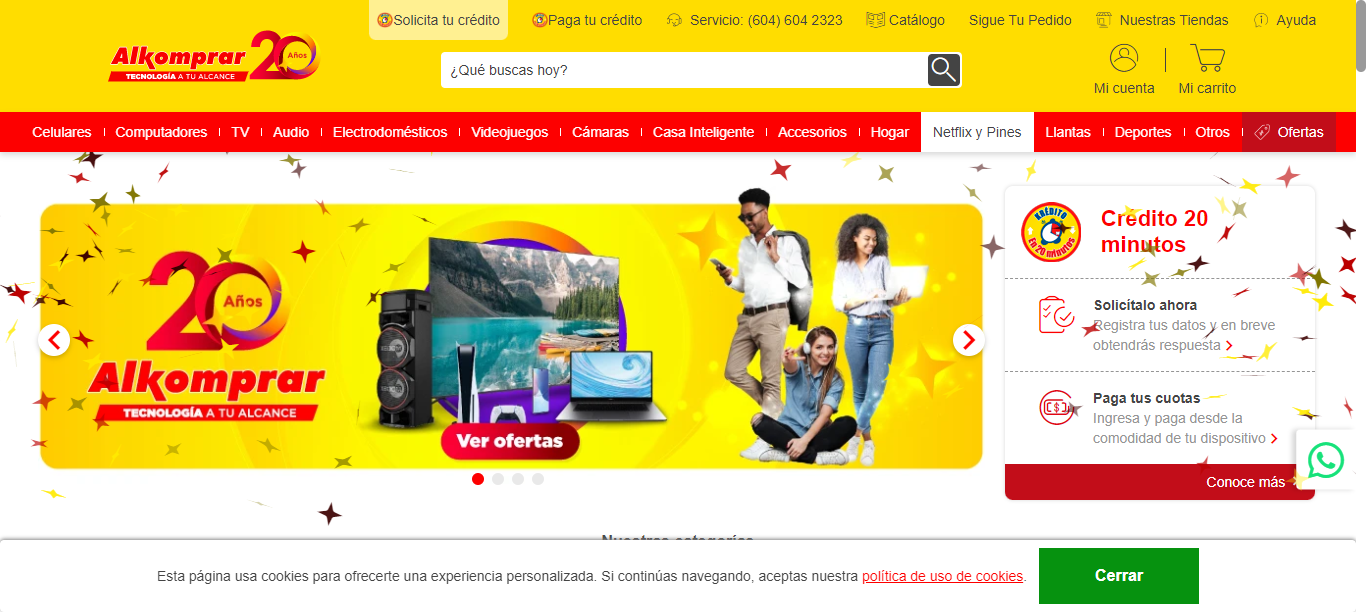 Solicita tu crédito
Paga tu crédito
Servicio: (604) 604 2323
Catálogo
Sigue Tu Pedido
Nuestras Tiendas
Ayuda
Alkomprar 20 Años
TECNOLOGÍA A TU ALCANCE
¿Qué buscas hoy?
Mi cuenta
Mi carrito
Celulares
Computadores
TV
Audio
Electrodomésticos
Videojuegos
Cámaras
Casa Inteligente
Accesorios
Hogar
Netflix y Pines
Llantas
Deportes
Otros
Ofertas
20 Años
Alkomprar
TECNOLOGÍA A TU ALCANCE
Ver ofertas
KRÉDITO
En 20 minutos
Crédito 20
minutos
Solicítalo ahora
Registra tus datos y en breve
obtendrás respuesta
Paga tus cuotas
Ingresa y paga desde la
comodidad de tu dispositivo
Conoce más
Nuestras categorías
Esta página usa cookies para ofrecerte una experiencia personalizada. Si continúas navegando, aceptas nuestra política de uso de cookies.
Cerrar